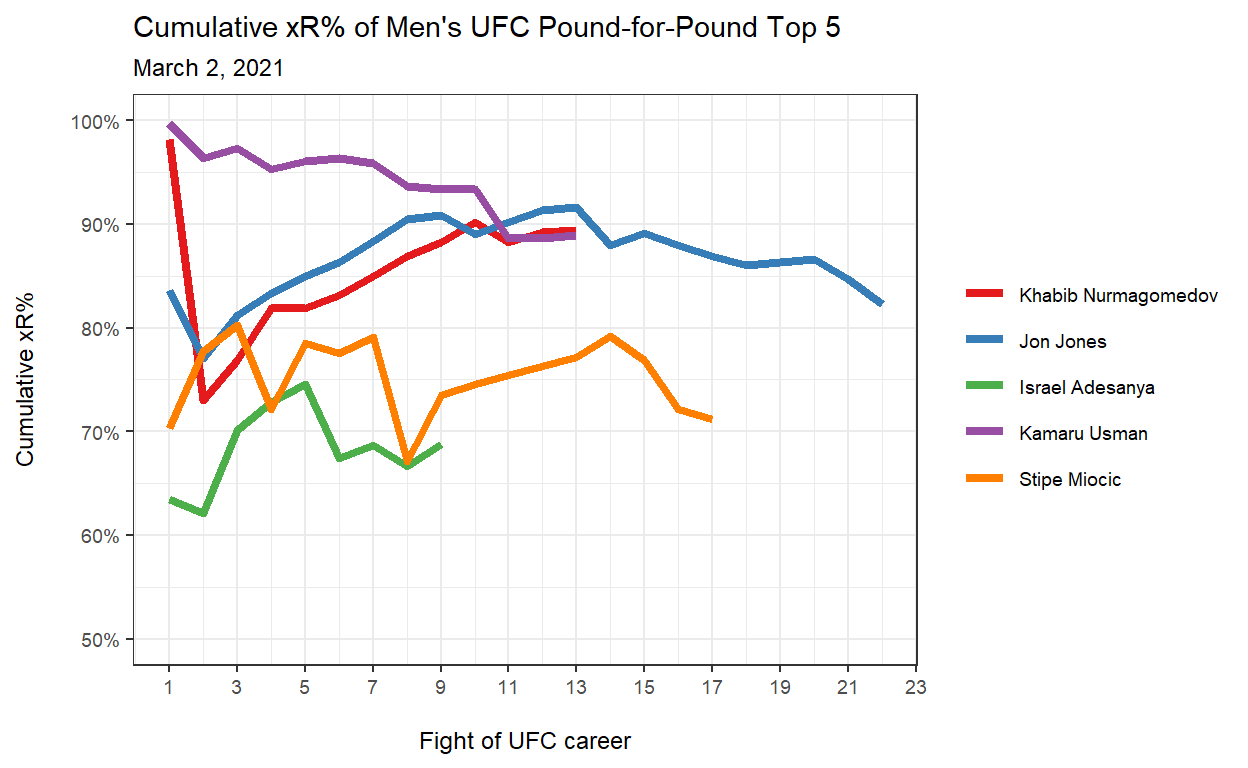 Cumulative xR% of Men's UFC Pound-for-Pound Top 5
March 2, 2021
Cumulative xR%
100%
90%
80%
70%
60%
50%
1 3 5 7 9 11 13 15 17 19 21 23
Fight of UFC career
Khabib Nurmagomedov
Jon Jones
Israel Adesanya
Kamaru Usman
Stipe Miocic